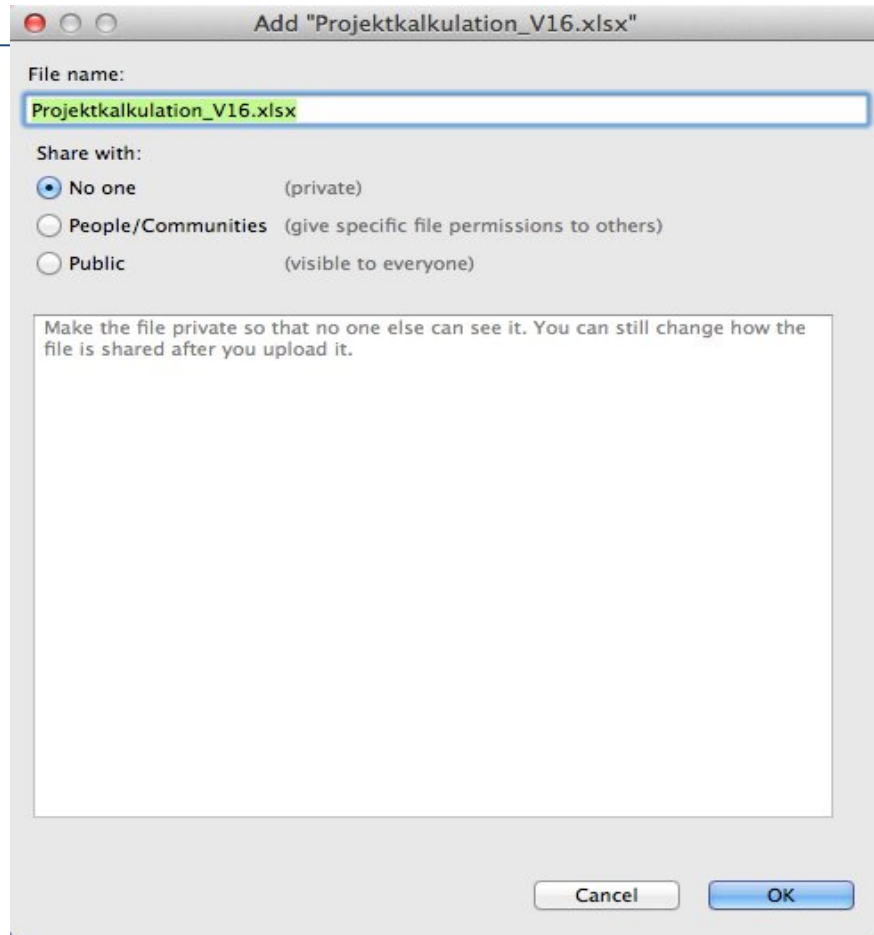 Add "Projektkalkulation_V16.xlsx"
File name:
Projektkalkulation_V16.xlsx
Share with:
No one (private)
People/Communities (give specific file permissions to others)
Public (visible to everyone)
Make the file private so that no one else can see it. You can still change how the
file is shared after you upload it.
Cancel OK